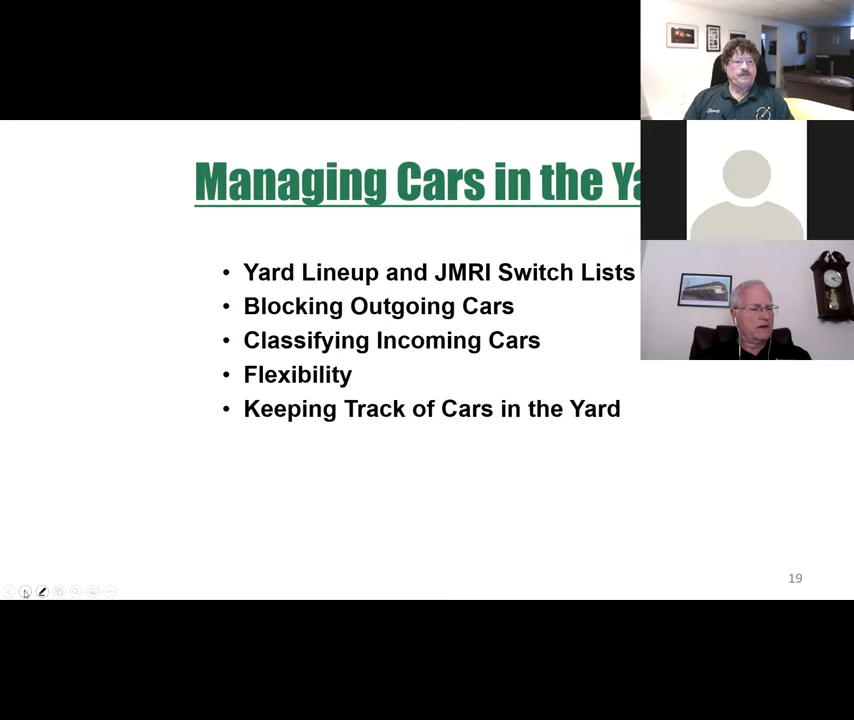 Managing Cars in the Ya
• Yard Lineup and JMRI Switch Lists
• Blocking Outgoing Cars
• Classifying Incoming Cars
• Flexibility
• Keeping Track of Cars in the Yard
19